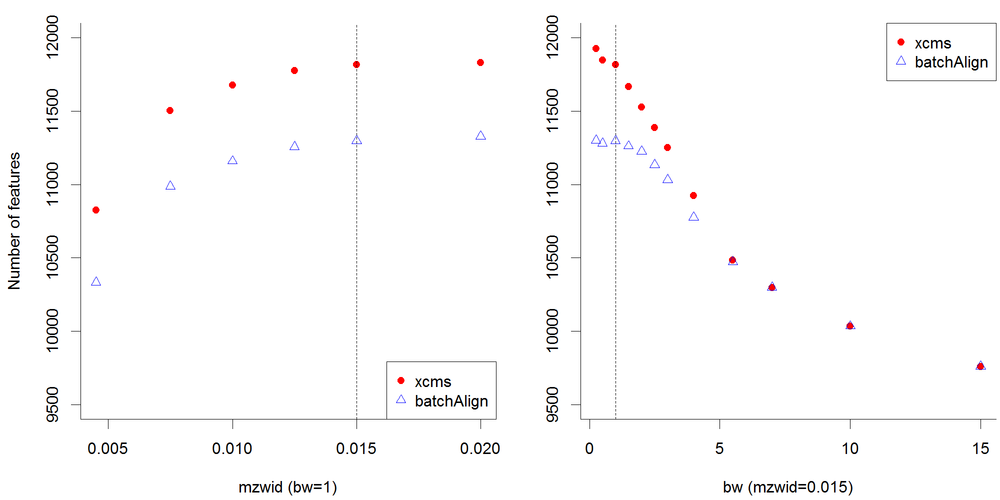 Number of features
12000
11500
11000
10500
10000
9500
0.005 0.010 0.015 0.020
mzwid (bw=1)
xcms
batchAlign
12000
11500
11000
10500
10000
9500
0 5 10 15
bw (mzwid=0.015)
xcms
batchAlign